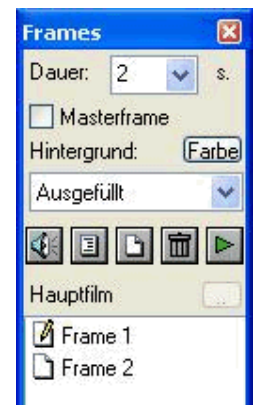 Frames
Dauer: 2 s.
Masterframe
Hintergrund: Farbe
Ausgefüllt
Hauptfilm ...
Frame 1
Frame 2